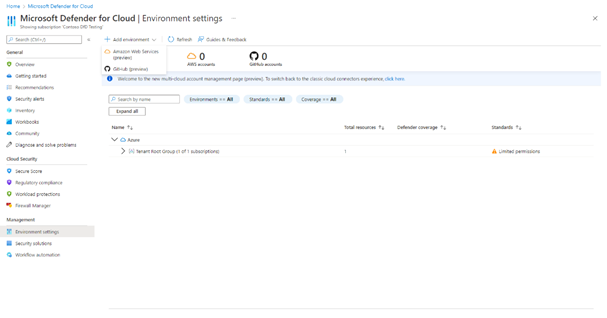 Home > Microsoft Defender for Cloud
Microsoft Defender for Cloud | Environment settings ...
Showing subscription 'Contoso DfD Testing'
Search (Ctrl+/)
General
Overview
Getting started
Recommendations
Security alerts
Inventory
Workbooks
Community
Diagnose and solve problems
Cloud Security
Secure Score
Regulatory compliance
Workload protections
Firewall Manager
Management
Environment settings
Security solutions
Workflow automation
Add environment
Refresh
Guides & Feedback
Amazon Web Services (preview)
GitHub (preview)
0
AWS accounts
0
GitHub accounts
Welcome to the new multi-cloud account management page (preview). To switch back to the classic cloud connectors experience, click here.
Search by name
Environments == All
Standards == All
Coverage == All
Expand all
Name
Total resources
Defender coverage
Standards
Azure
Tenant Root Group (1 of 1 subscriptions)
1
Limited permissions